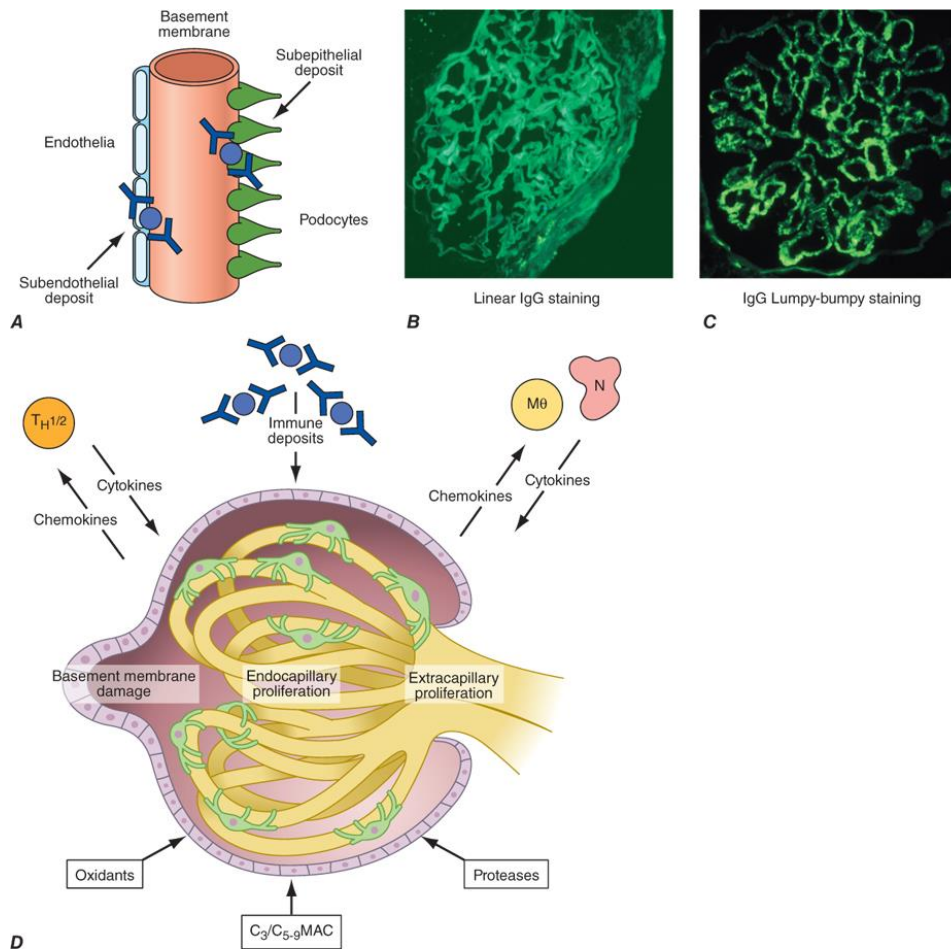 Basement
membrane
Subepithelial
deposit
Endothelia
Podocytes
Subendothelial
deposit
A
Linear IgG staining
B
IgG Lumpy-bumpy staining
C
TH1/2
Cytokines
Chemokines
Immune
deposits
Mθ
N
Chemokines
Cytokines
Basement membrane
damage
Endocapillary
proliferation
Extracapillary
proliferation
Oxidants
Proteases
C3/C5-9MAC
D